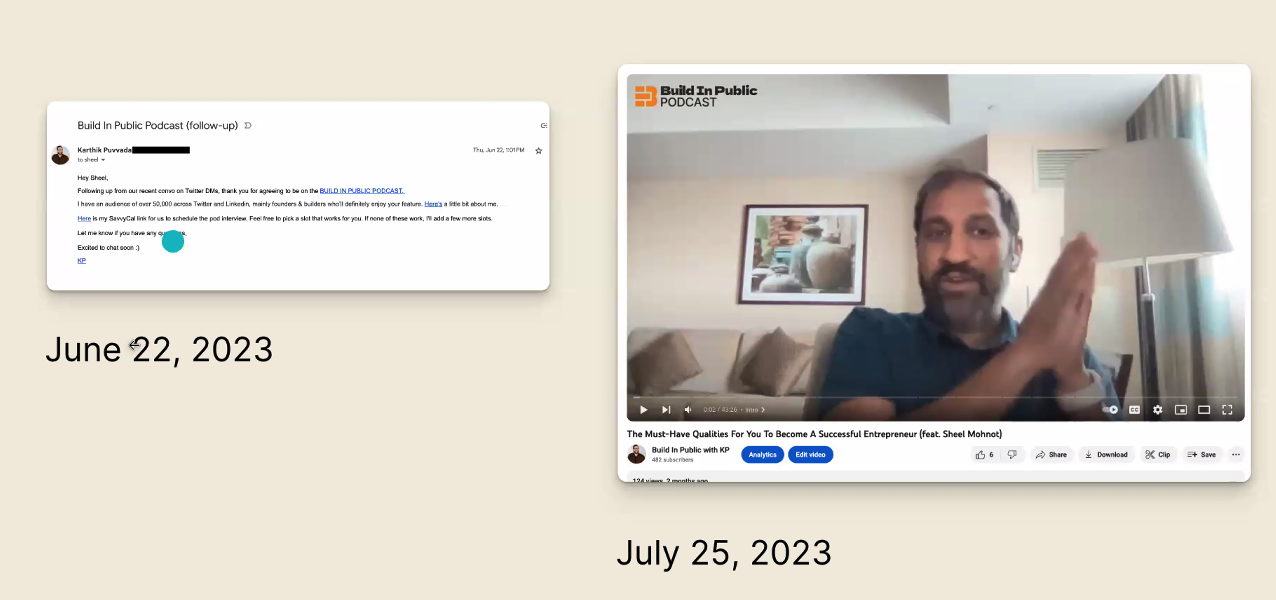 Build In Public Podcast (follow-up)
Karthik Puvvada
Thu, Jun 22, 1:01PM
to sheel
Hey Sheel,
Following up from our recent convo on Twitter DMs, thank you for agreeing to be on the BUILD IN PUBLIC PODCAST.
I have an audience of over 50,000 across Twitter and Linkedin, mainly founders & builders who'll definitely enjoy your feature. Here's a little bit about me.
Here is my SavvyCal link for us to schedule the pod interview. Feel free to pick a slot that works for you. If none of these work, I'll add a few more slots.
Let me know if you have any
Excited to chat soon :)
KP
June 22, 2023
Build In Public
PODCAST
0:02 / 43:26 • Intro
CC
The Must-Have Qualities For You To Become A Successful Entrepreneur (feat. Sheel Mohnot)
Build In Public with KP
482 subscribers
Analytics
Edit video
6
Share
Download
Clip
Save
124 views 2 months ago
July 25, 2023